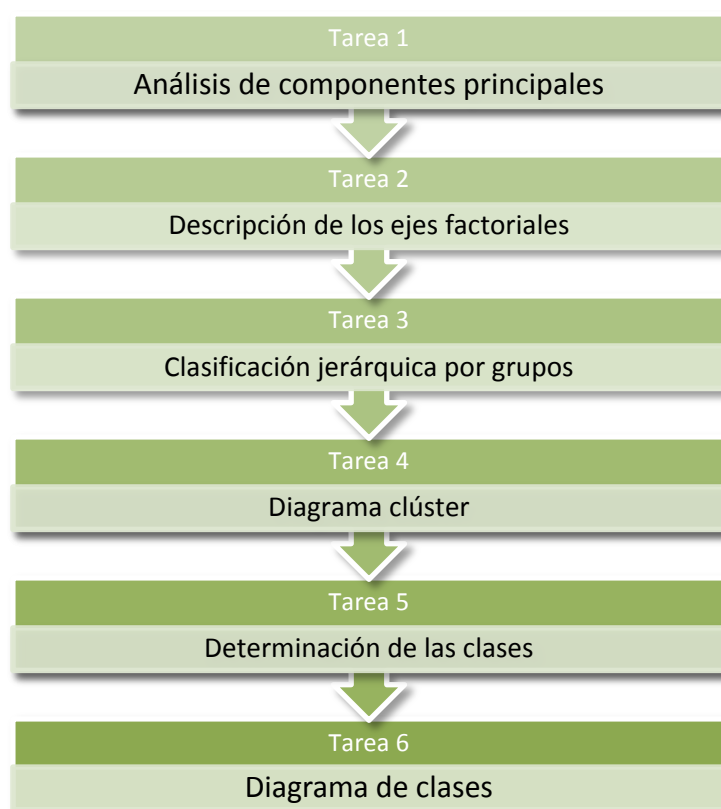 Tarea 1
Análisis de componentes principales
Tarea 2
Descripción de los ejes factoriales
Tarea 3
Clasificación jerárquica por grupos
Tarea 4
Diagrama clúster
Tarea 5
Determinación de las clases
Tarea 6
Diagrama de clases